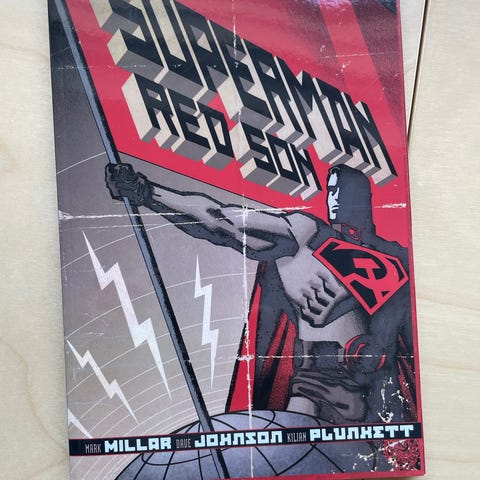 SUPERMAN
RED SON
MARK MILLAR DAVE JOHNSON KILIAN PLUNKETT